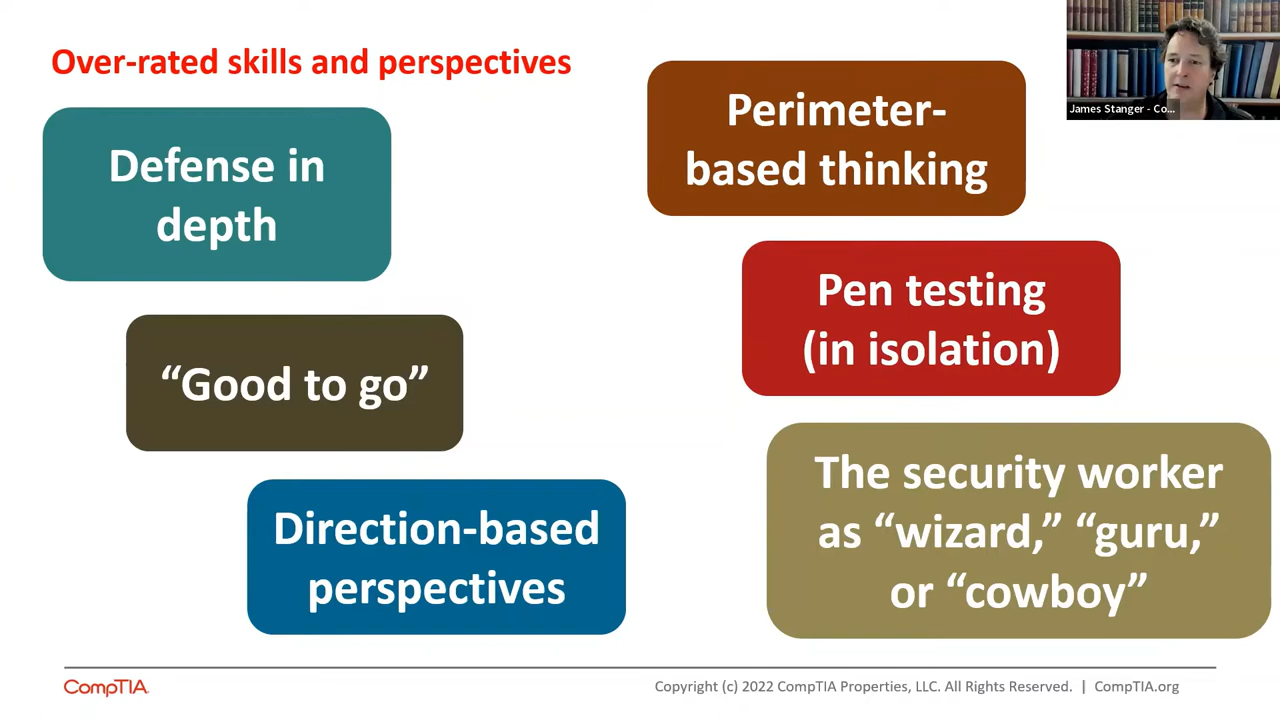 Over-rated skills and perspectives
James Stanger - Co...
Defense in
depth
Perimeter-
based thinking
“Good to go”
Pen testing
(in isolation)
Direction-based
perspectives
The security worker
as “wizard,” “guru,”
or “cowboy”
CompTIA.
Copyright (c) 2022 CompTIA Properties, LLC. All Rights Reserved. | CompTIA.org